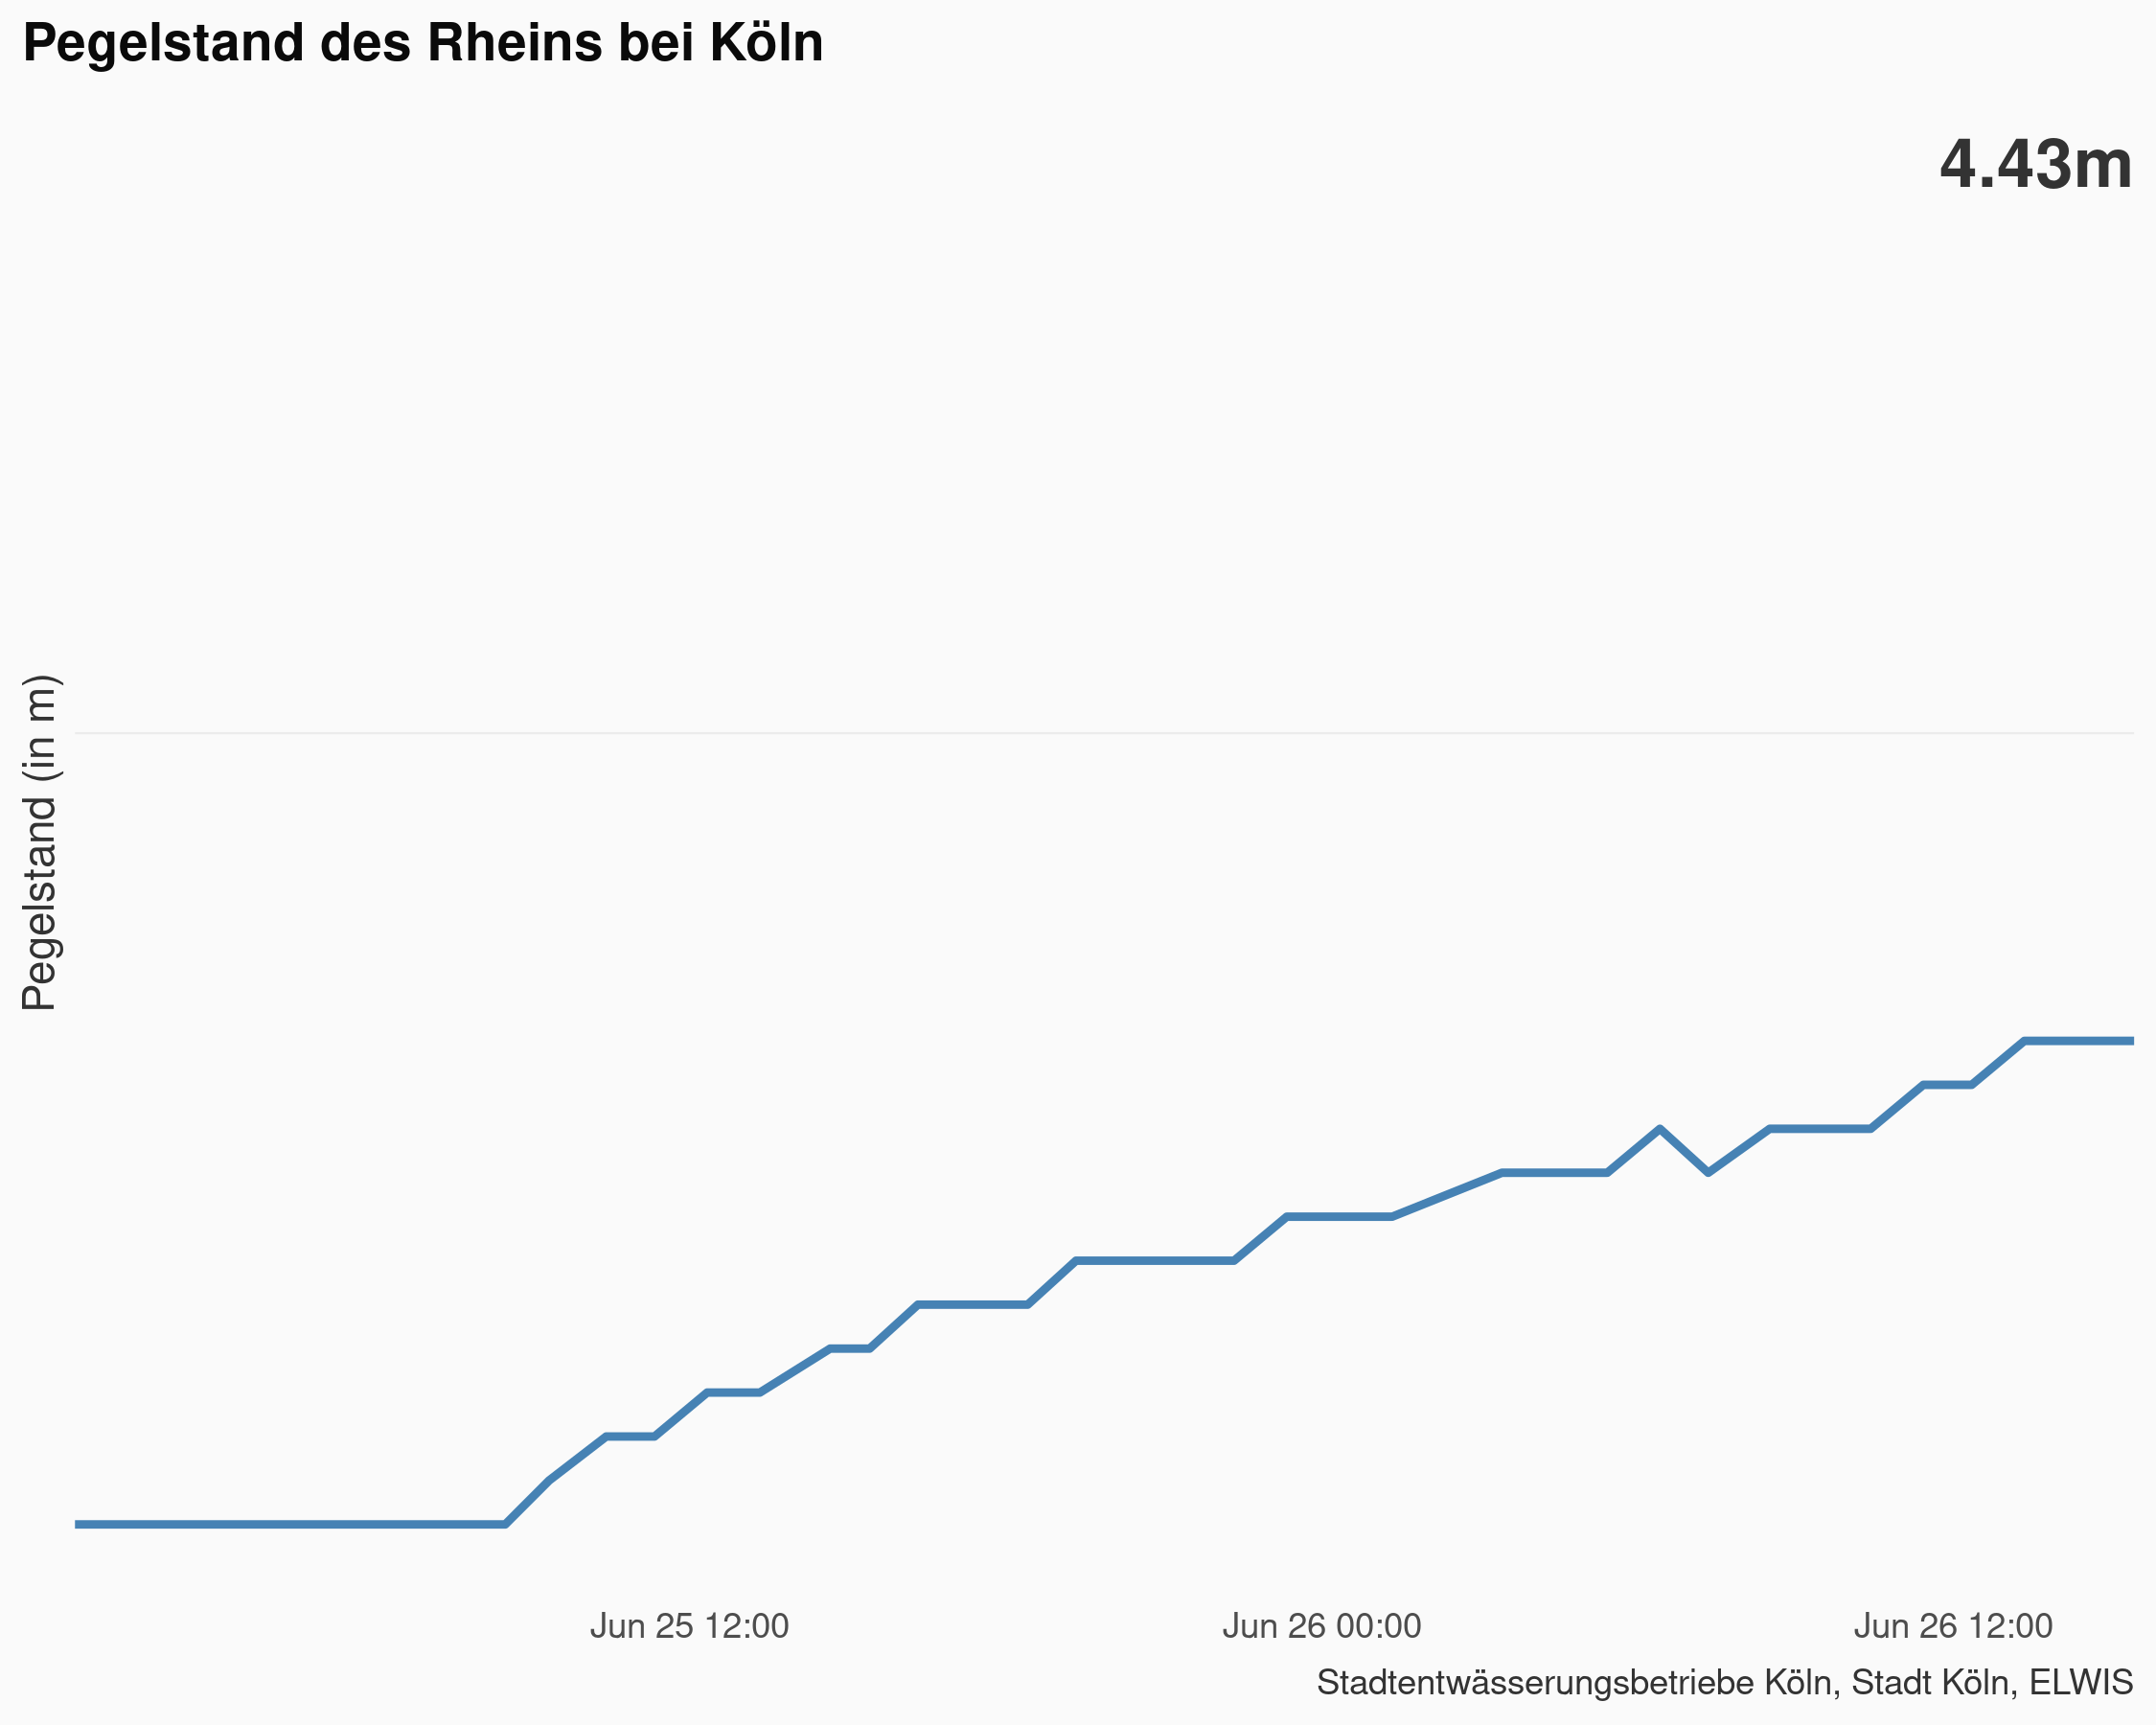 Pegelstand des Rheins bei Köln
4.43m
Pegelstand (in m)
Jun 25 12:00
Jun 26 00:00
Jun 26 12:00
Stadtentwässerungsbetriebe Köln, Stadt Köln, ELWIS